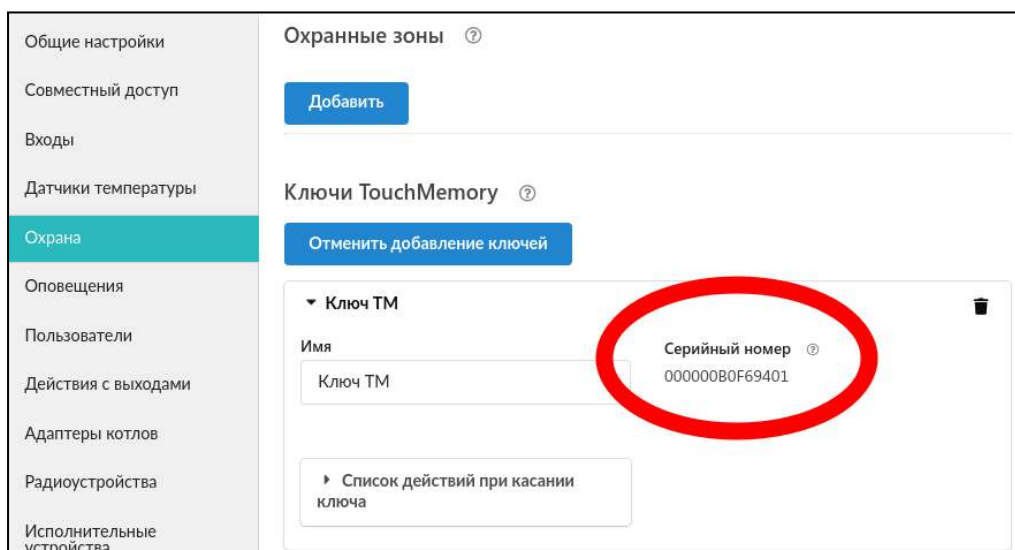 Общие настройки
Совместный доступ
Входы
Датчики температуры
Охрана
Оповещения
Пользователи
Действия с выходами
Адаптеры котлов
Радиоустройства
Исполнительные
устройства
Охранные зоны ?
Добавить
Ключи TouchMemory ?
Отменить добавление ключей
Ключ ТМ
Имя
Ключ ТМ
Серийный номер ?
000000B0F69401
Список действий при касании
ключа